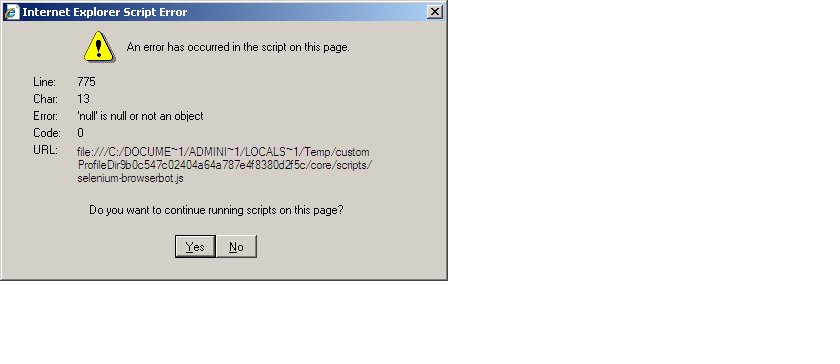 Internet Explorer Script Error
An error has occurred in the script on this page.
Line: 775
Char: 13
Error: 'null' is null or not an object
Code: 0
URL: file:///C:/DOCUME~1/ADMINI~1/LOCALS~1/Temp/custom
ProfileDir9b0c547c02404a64a787e4f8380d2f5c/core/scripts/
selenium-browserbot.js
Do you want to continue running scripts on this page?
Yes No